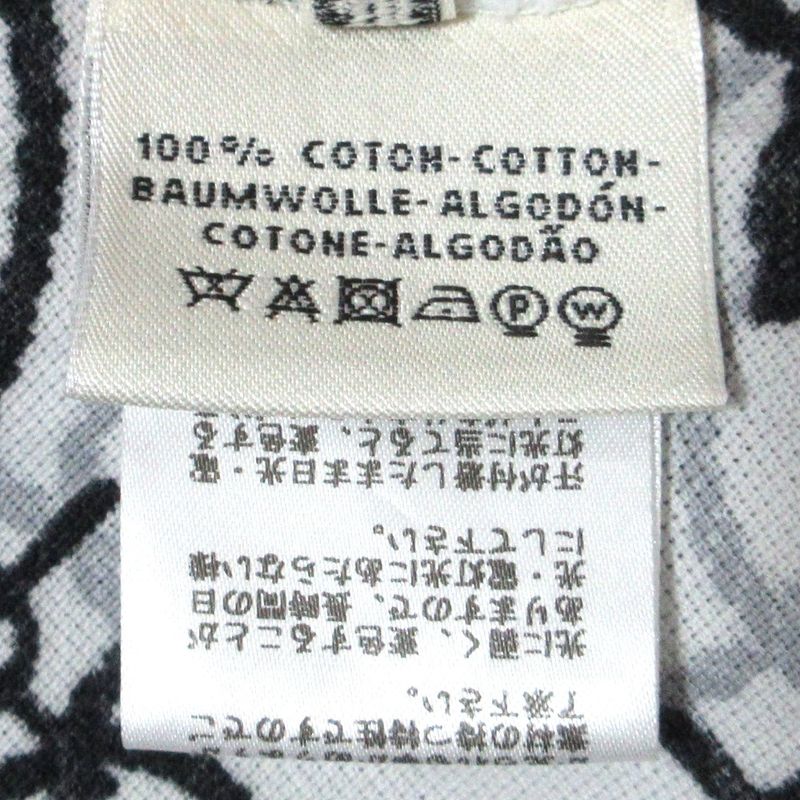 100% COTON-COTTON-
BAUMWOLLE-ALGODÓN-
COTONE-ALGODÃO
P
W
素材の持つ特性ですのでご
了承下さい。
光に弱く、変色することが
ありますので、長時間の日
光・電灯光にあたらない様
にして下さい。
汗が付着したまま日光・電
灯光に当てると、変色する